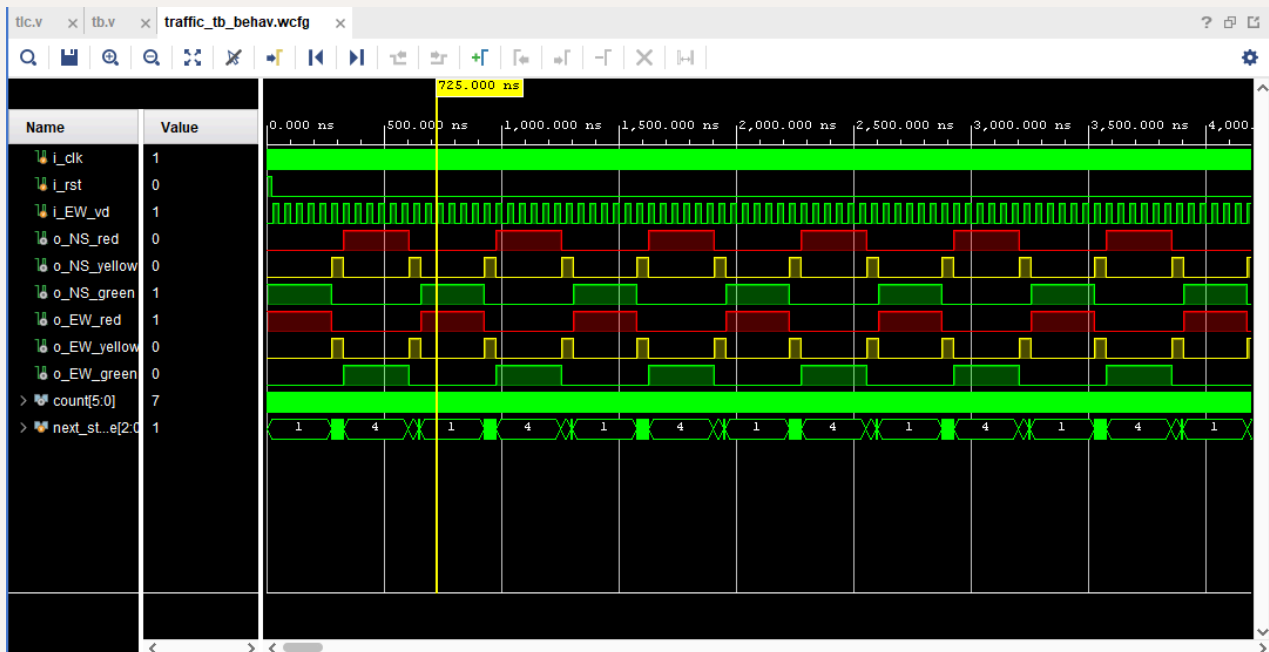 tlc.v × tb.v × traffic_tb_behav.wcfg ×
725.000 ns
Name Value
0.000 ns 500.000 ns 1,000.000 ns 1,500.000 ns 2,000.000 ns 2,500.000 ns 3,000.000 ns 3,500.000 ns 4,000.
i_clk 1
i_rst 0
i_EW_vd 1
o_NS_red 0
o_NS_yellow 0
o_NS_green 1
o_EW_red 1
o_EW_yellow 0
o_EW_green 0
count[5:0] 7
next_st...e[2:0 1 1 4 1 4 1 4 1 4 1 4 1 4 1